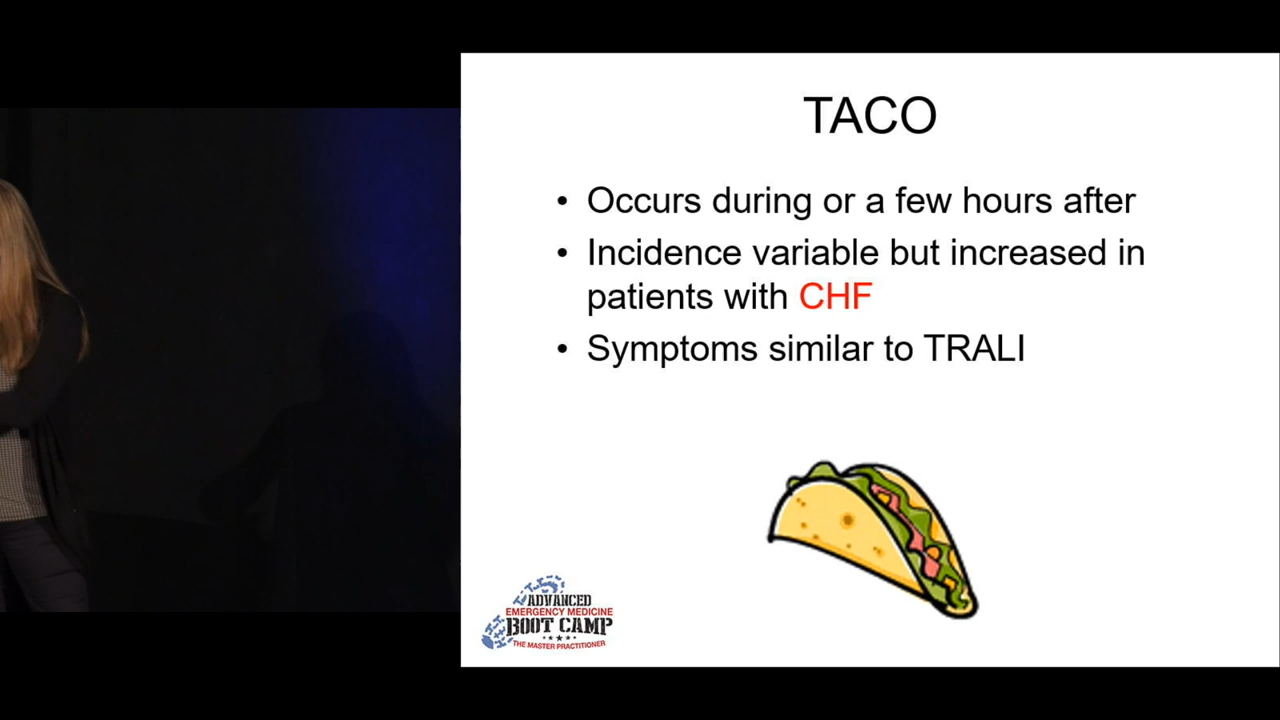 TACO
• Occurs during or a few hours after
• Incidence variable but increased in
patients with CHF
• Symptoms similar to TRALI
ADVANCED
EMERGENCY MEDICINE
BOOT CAMP
THE MASTER PRACTITIONER